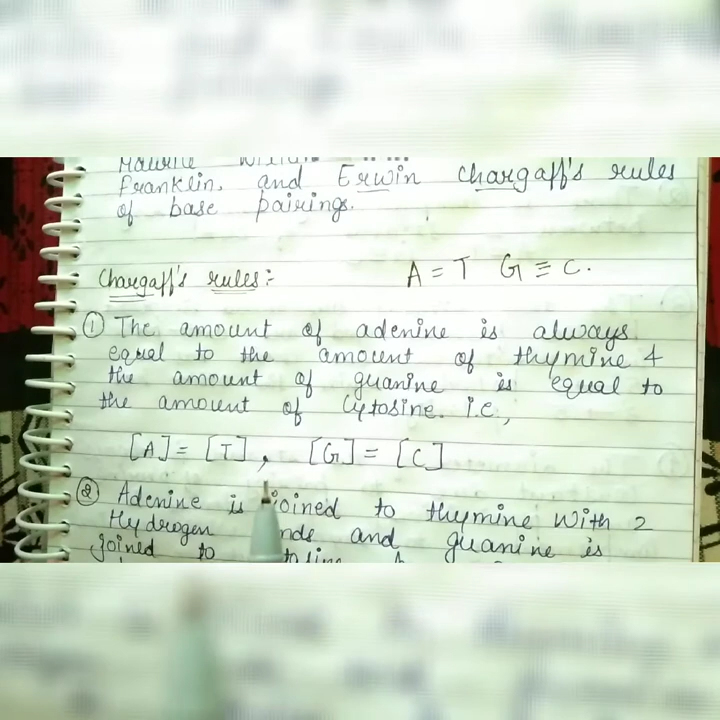 Franklin, and Erwin Chargaff's rules
of base pairings.
Chargaff's rules:-
A = T G ≡ C.
① The amount of adenine is always
equal to the amount of thymine &
the amount of guanine is equal to
the amount of Cytosine. i.e,
[A] = [T], [G] = [C]
② Adenine is joined to thymine with 2
Hydrogen and guanine is
joined to